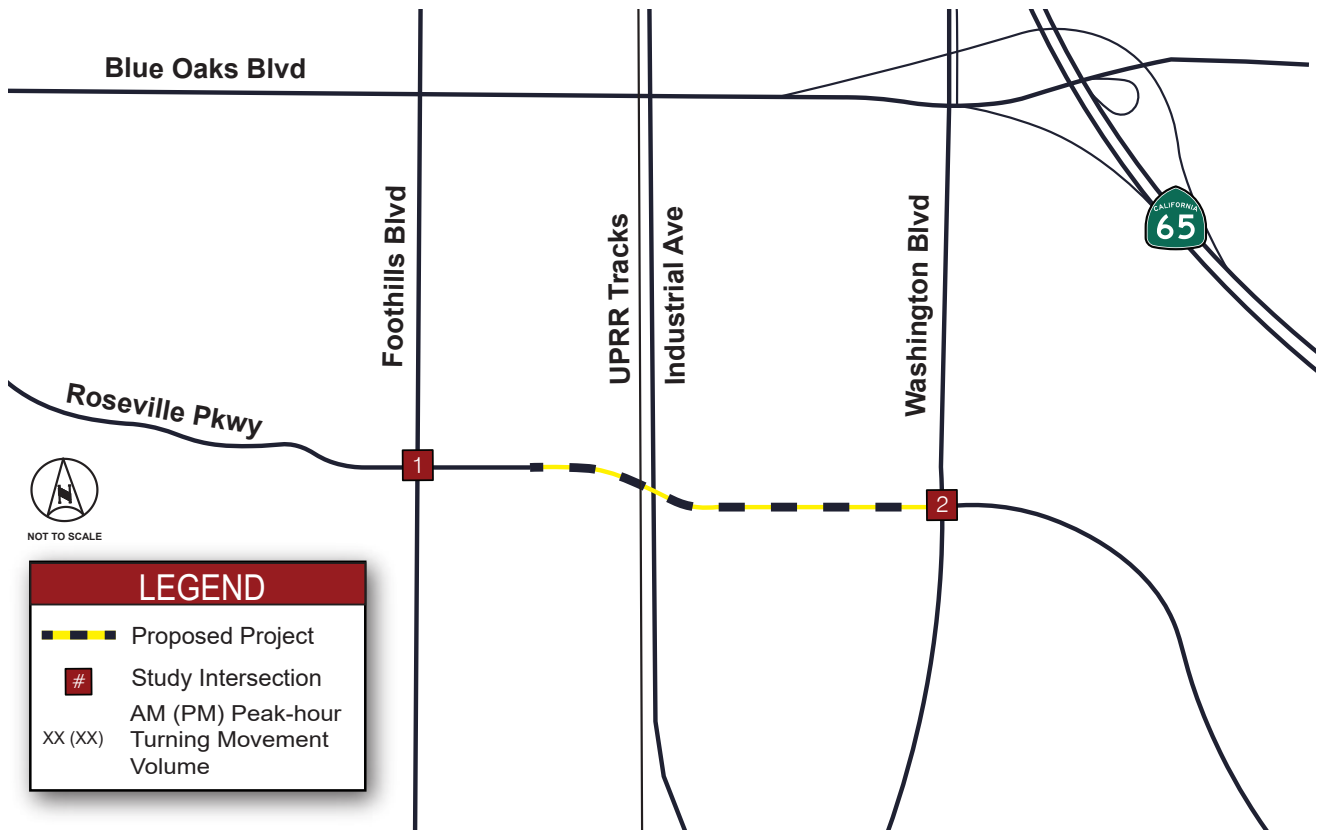 Blue Oaks Blvd
Foothills Blvd
UPRR Tracks
Industrial Ave
Washington Blvd
CALIFORNIA
65
Roseville Pkwy
1
2
N
NOT TO SCALE
LEGEND
Proposed Project
# Study Intersection
XX (XX) AM (PM) Peak-hour
Turning Movement
Volume